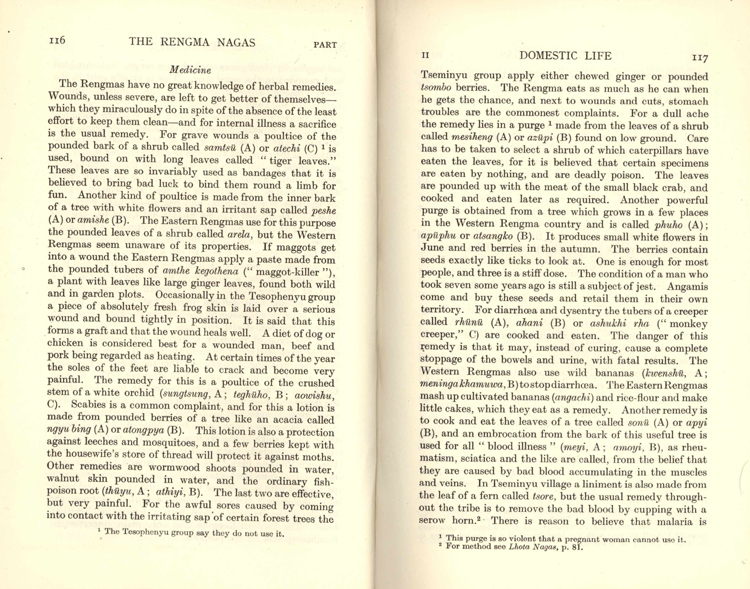 116 THE RENGMA NAGAS PART
Medicine
The Rengmas have no great knowledge of herbal remedies.
Wounds, unless severe, are left to get better of themselves—
which they miraculously do in spite of the absence of the least
effort to keep them clean—and for internal illness a sacrifice
is the usual remedy. For grave wounds a poultice of the
pounded bark of a shrub called samtsü (A) or atechi (C) ¹ is
used, bound on with long leaves called "tiger leaves."
These leaves are so invariably used as bandages that it is
believed to bring bad luck to bind them round a limb for
fun. Another kind of poultice is made from the inner bark
of a tree with white flowers and an irritant sap called peshe
(A) or amishe (B). The Eastern Rengmas use for this purpose
the pounded leaves of a shrub called arela, but the Western
Rengmas seem unaware of its properties. If maggots get
into a wound the Eastern Rengmas apply a paste made from
the pounded tubers of amthe kegothena ("maggot-killer"),
a plant with leaves like large ginger leaves, found both wild
and in garden plots. Occasionally in the Tesophenyu group
a piece of absolutely fresh frog skin is laid over a serious
wound and bound tightly in position. It is said that this
forms a graft and that the wound heals well. A diet of dog or
chicken is considered best for a wounded man, beef and
pork being regarded as heating. At certain times of the year
the soles of the feet are liable to crack and become very
painful. The remedy for this is a poultice of the crushed
stem of a white orchid (sungtsung, A; teghüho, B; aowishu,
C). Scabies is a common complaint, and for this a lotion is
made from pounded berries of a tree like an acacia called
ngyu bing (A) or atongpya (B). This lotion is also a protection
against leeches and mosquitoes, and a few berries kept with
the housewife's store of thread will protect it against moths.
Other remedies are wormwood shoots pounded in water,
walnut skin pounded in water, and the ordinary fish-
poison root (thüyu, A; athiyi, B). The last two are effective,
but very painful. For the awful sores caused by coming
into contact with the irritating sap of certain forest trees the
¹ The Tesophenyu group say they do not use it.
II DOMESTIC LIFE 117
Tseminyu group apply either chewed ginger or pounded
tsombo berries. The Rengma eats as much as he can when
he gets the chance, and next to wounds and cuts, stomach
troubles are the commonest complaints. For a dull ache
the remedy lies in a purge ¹ made from the leaves of a shrub
called mesiheng (A) or azüpi (B) found on low ground. Care
has to be taken to select a shrub of which caterpillars have
eaten the leaves, for it is believed that certain specimens
are eaten by nothing, and are deadly poison. The leaves
are pounded up with the meat of the small black crab, and
cooked and eaten later as required. Another powerful
purge is obtained from a tree which grows in a few places
in the Western Rengma country and is called phuho (A);
apüphu or atsangbo (B). It produces small white flowers in
June and red berries in the autumn. The berries contain
seeds exactly like ticks to look at. One is enough for most
people, and three is a stiff dose. The condition of a man who
took seven some years ago is still a subject of jest. Angamis
come and buy these seeds and retail them in their own
territory. For diarrhœa and dysentery the tubers of a creeper
called rhünü (A), ahani (B) or ashukhi rha ("monkey
creeper," C) are cooked and eaten. The danger of this
remedy is that it may, instead of curing, cause a complete
stoppage of the bowels and urine, with fatal results. The
Western Rengmas also use wild bananas (kwenshü, A;
meninga khamuwa, B) to stop diarrhœa. The Eastern Rengmas
mash up cultivated bananas (angachi) and rice-flour and make
little cakes, which they eat as a remedy. Another remedy is
to cook and eat the leaves of a tree called sonü (A) or apyi
(B), and an embrocation from the bark of this useful tree is
used for all "blood illness" (meyi, A; amoyi, B), as rheu-
matism, sciatica and the like are called, from the belief that
they are caused by bad blood accumulating in the muscles
and veins. In Tseminyu village a liniment is also made from
the leaf of a fern called tsore, but the usual remedy through-
out the tribe is to remove the bad blood by cupping with a
serow horn.² There is reason to believe that malaria is
¹ This purge is so violent that a pregnant woman cannot use it.
² For method see Lhota Nagas, p. 81.